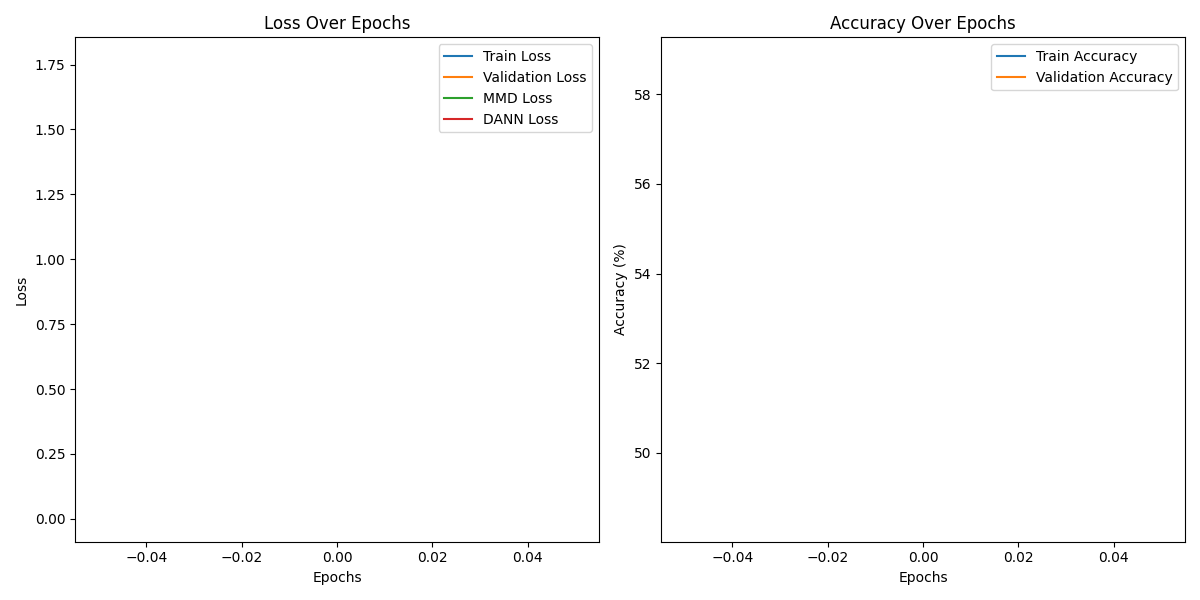 Loss Over Epochs
Train Loss
Validation Loss
MMD Loss
DANN Loss
1.75
1.50
1.25
1.00
0.75
0.50
0.25
0.00
Loss
−0.04 −0.02 0.00 0.02 0.04
Epochs
Accuracy Over Epochs
Train Accuracy
Validation Accuracy
58
56
54
52
50
Accuracy (%)
−0.04 −0.02 0.00 0.02 0.04
Epochs